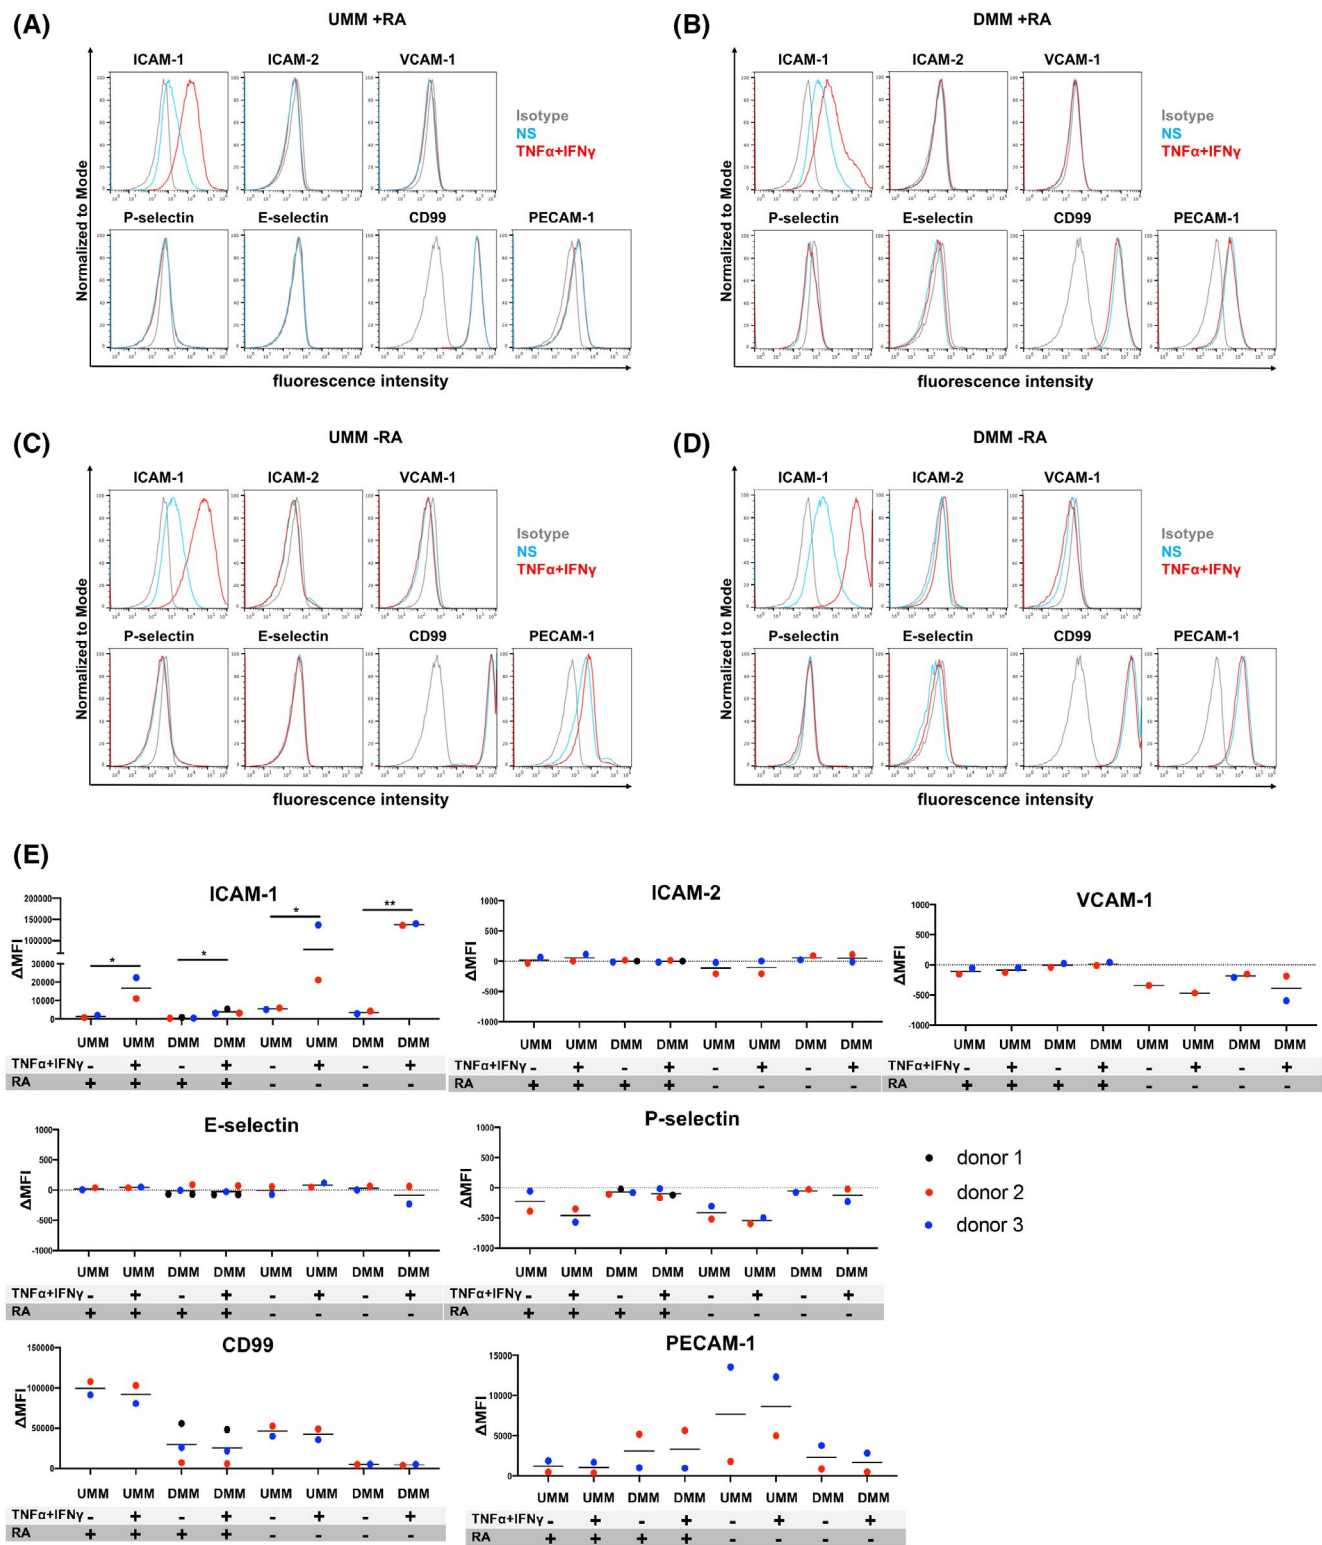 (A)
UMM +RA
ICAM-1 ICAM-2 VCAM-1
Isotype
NS
TNFα+IFNγ
P-selectin E-selectin CD99 PECAM-1
Normalized to Mode
fluorescence intensity
(B)
DMM +RA
ICAM-1 ICAM-2 VCAM-1
Isotype
NS
TNFα+IFNγ
P-selectin E-selectin CD99 PECAM-1
Normalized to Mode
fluorescence intensity
(C)
UMM -RA
ICAM-1 ICAM-2 VCAM-1
Isotype
NS
TNFα+IFNγ
P-selectin E-selectin CD99 PECAM-1
Normalized to Mode
fluorescence intensity
(D)
DMM -RA
ICAM-1 ICAM-2 VCAM-1
Isotype
NS
TNFα+IFNγ
P-selectin E-selectin CD99 PECAM-1
Normalized to Mode
fluorescence intensity
(E)
ICAM-1
ΔMFI
200000
150000
100000
30000
20000
10000
0
* * * **
UMM UMM DMM DMM UMM UMM DMM DMM
TNFα+IFNγ - + - + - + - +
RA + + + + - - - -
ICAM-2
ΔMFI
1000
500
0
-500
-1000
UMM UMM DMM DMM UMM UMM DMM DMM
TNFα+IFNγ - + - + - + - +
RA + + + + - - - -
VCAM-1
ΔMFI
1000
500
0
-500
-1000
UMM UMM DMM DMM UMM UMM DMM DMM
TNFα+IFNγ - + - + - + - +
RA + + + + - - - -
E-selectin
ΔMFI
1000
500
0
-500
-1000
UMM UMM DMM DMM UMM UMM DMM DMM
TNFα+IFNγ - + - + - + - +
RA + + + + - - - -
P-selectin
ΔMFI
1000
500
0
-500
-1000
UMM UMM DMM DMM UMM UMM DMM DMM
TNFα+IFNγ - + - + - + - +
RA + + + + - - - -
donor 1
donor 2
donor 3
CD99
ΔMFI
150000
100000
50000
0
UMM UMM DMM DMM UMM UMM DMM DMM
TNFα+IFNγ - + - + - + - +
RA + + + + - - - -
PECAM-1
ΔMFI
15000
10000
5000
0
UMM UMM DMM DMM UMM UMM DMM DMM
TNFα+IFNγ - + - + - + - +
RA + + + + - - - -